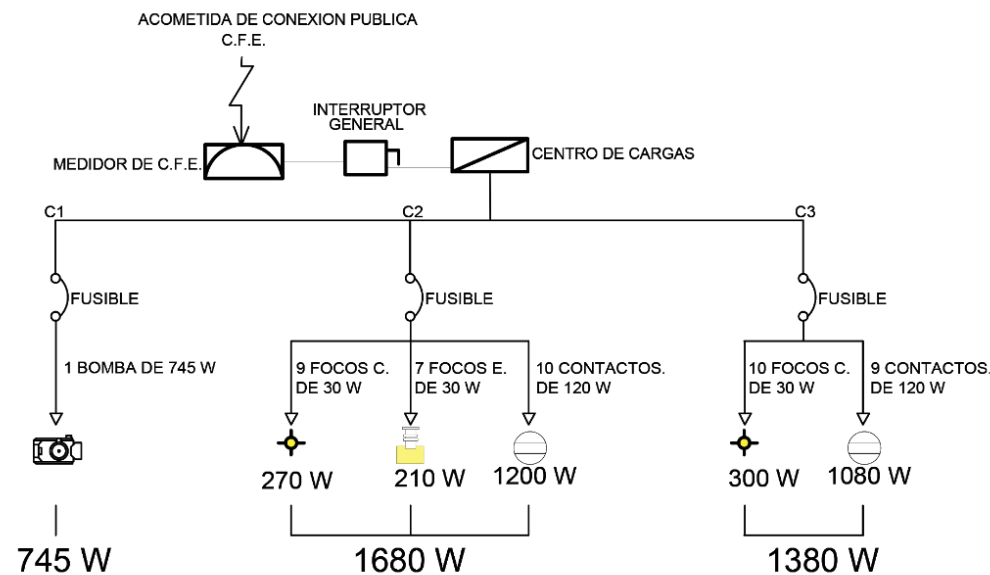 ACOMETIDA DE CONEXION PUBLICA
C.F.E.
INTERRUPTOR
GENERAL
MEDIDOR DE C.F.E.
CENTRO DE CARGAS
C1
C2
C3
FUSIBLE
FUSIBLE
FUSIBLE
1 BOMBA DE 745 W
9 FOCOS C.
DE 30 W
7 FOCOS E.
DE 30 W
10 CONTACTOS.
DE 120 W
10 FOCOS C.
DE 30 W
9 CONTACTOS.
DE 120 W
270 W
210 W
1200 W
300 W
1080 W
745 W
1680 W
1380 W